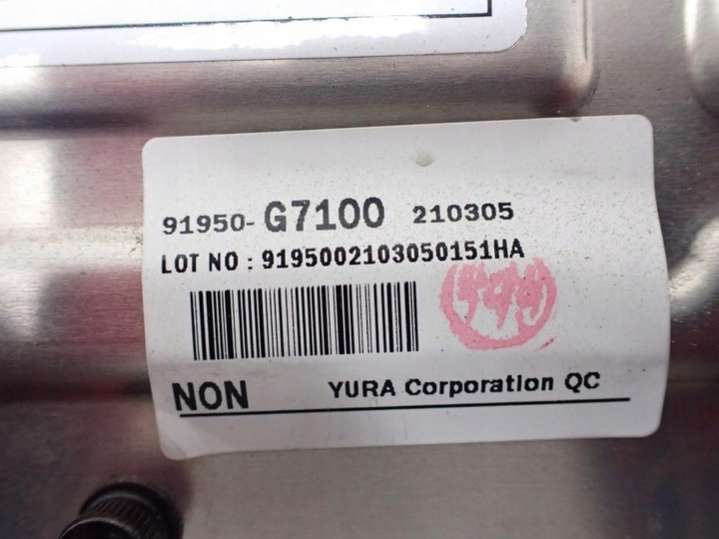 91950-G7100 210305
LOT NO : 9195002103050151HA
NON YURA Corporation QC